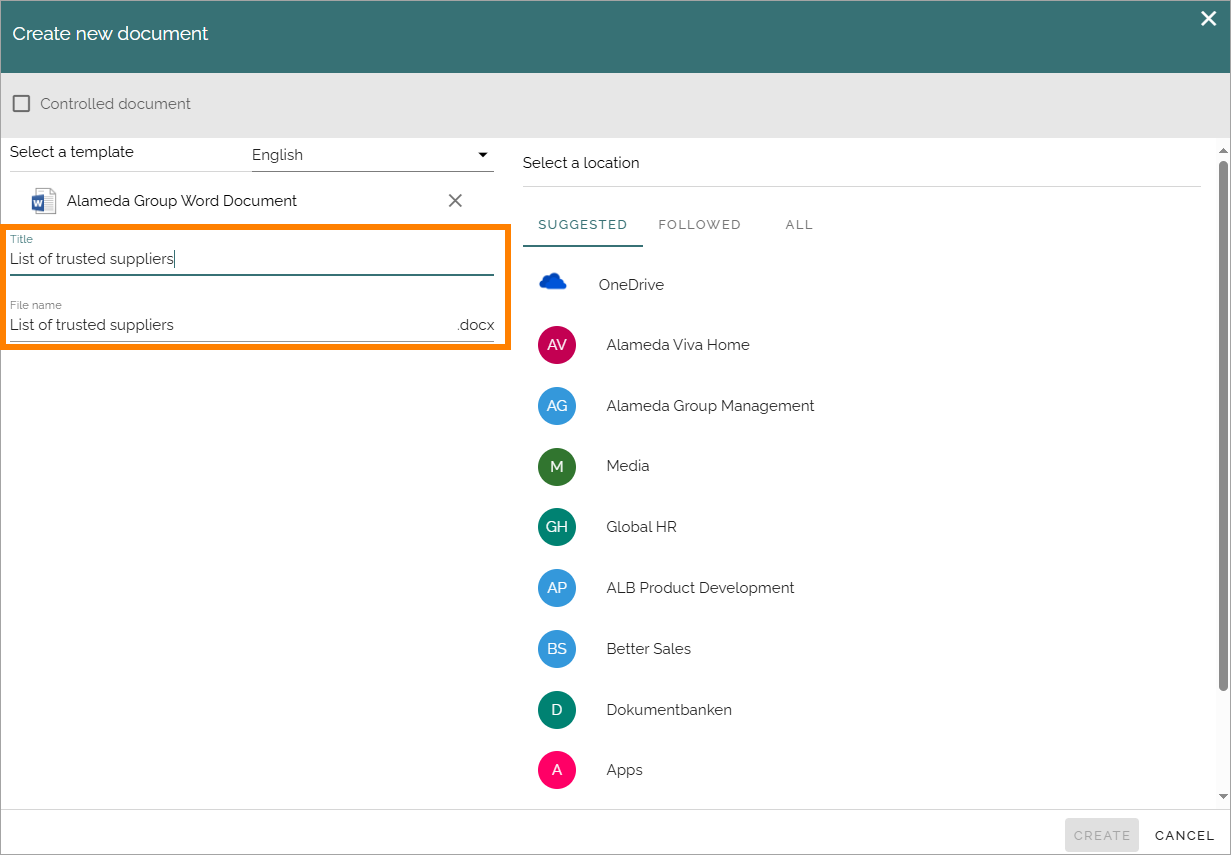 Create new document
Controlled document
Select a template
English
W
Alameda Group Word Document
Title
List of trusted suppliers
File name
List of trusted suppliers .docx
Select a location
SUGGESTED FOLLOWED ALL
OneDrive
AV Alameda Viva Home
AG Alameda Group Management
M Media
GH Global HR
AP ALB Product Development
BS Better Sales
D Dokumentbanken
A Apps
CREATE CANCEL